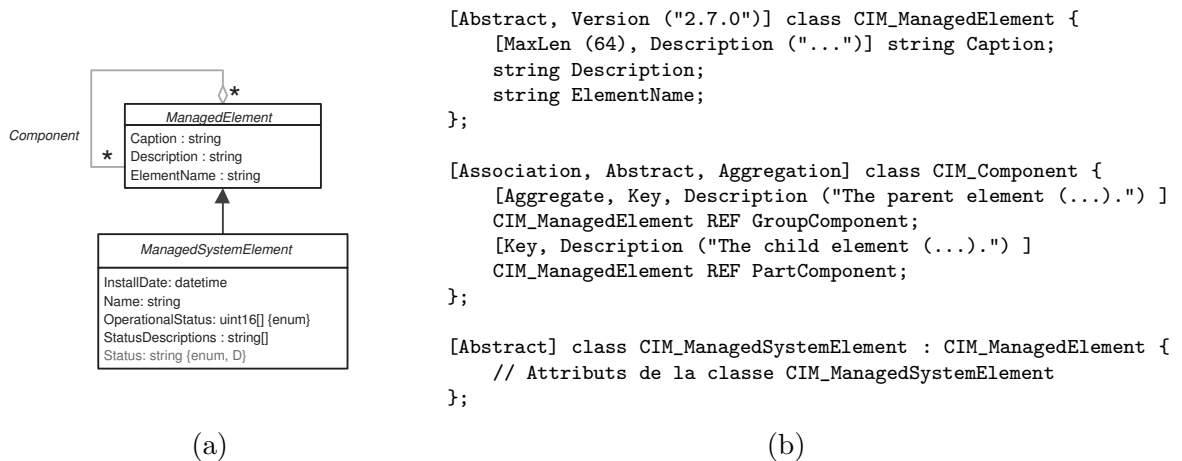 *
ManagedElement
Component
*
Caption : string
Description : string
ElementName : string
ManagedSystemElement
InstallDate: datetime
Name: string
OperationalStatus: uint16[] {enum}
StatusDescriptions : string[]
Status: string {enum, D}
(a)
[Abstract, Version ("2.7.0")] class CIM_ManagedElement {
[MaxLen (64), Description ("...")] string Caption;
string Description;
string ElementName;
};
[Association, Abstract, Aggregation] class CIM_Component {
[Aggregate, Key, Description ("The parent element (...).") ]
CIM_ManagedElement REF GroupComponent;
[Key, Description ("The child element (...).") ]
CIM_ManagedElement REF PartComponent;
};
[Abstract] class CIM_ManagedSystemElement : CIM_ManagedElement {
// Attributs de la classe CIM_ManagedSystemElement
};
(b)